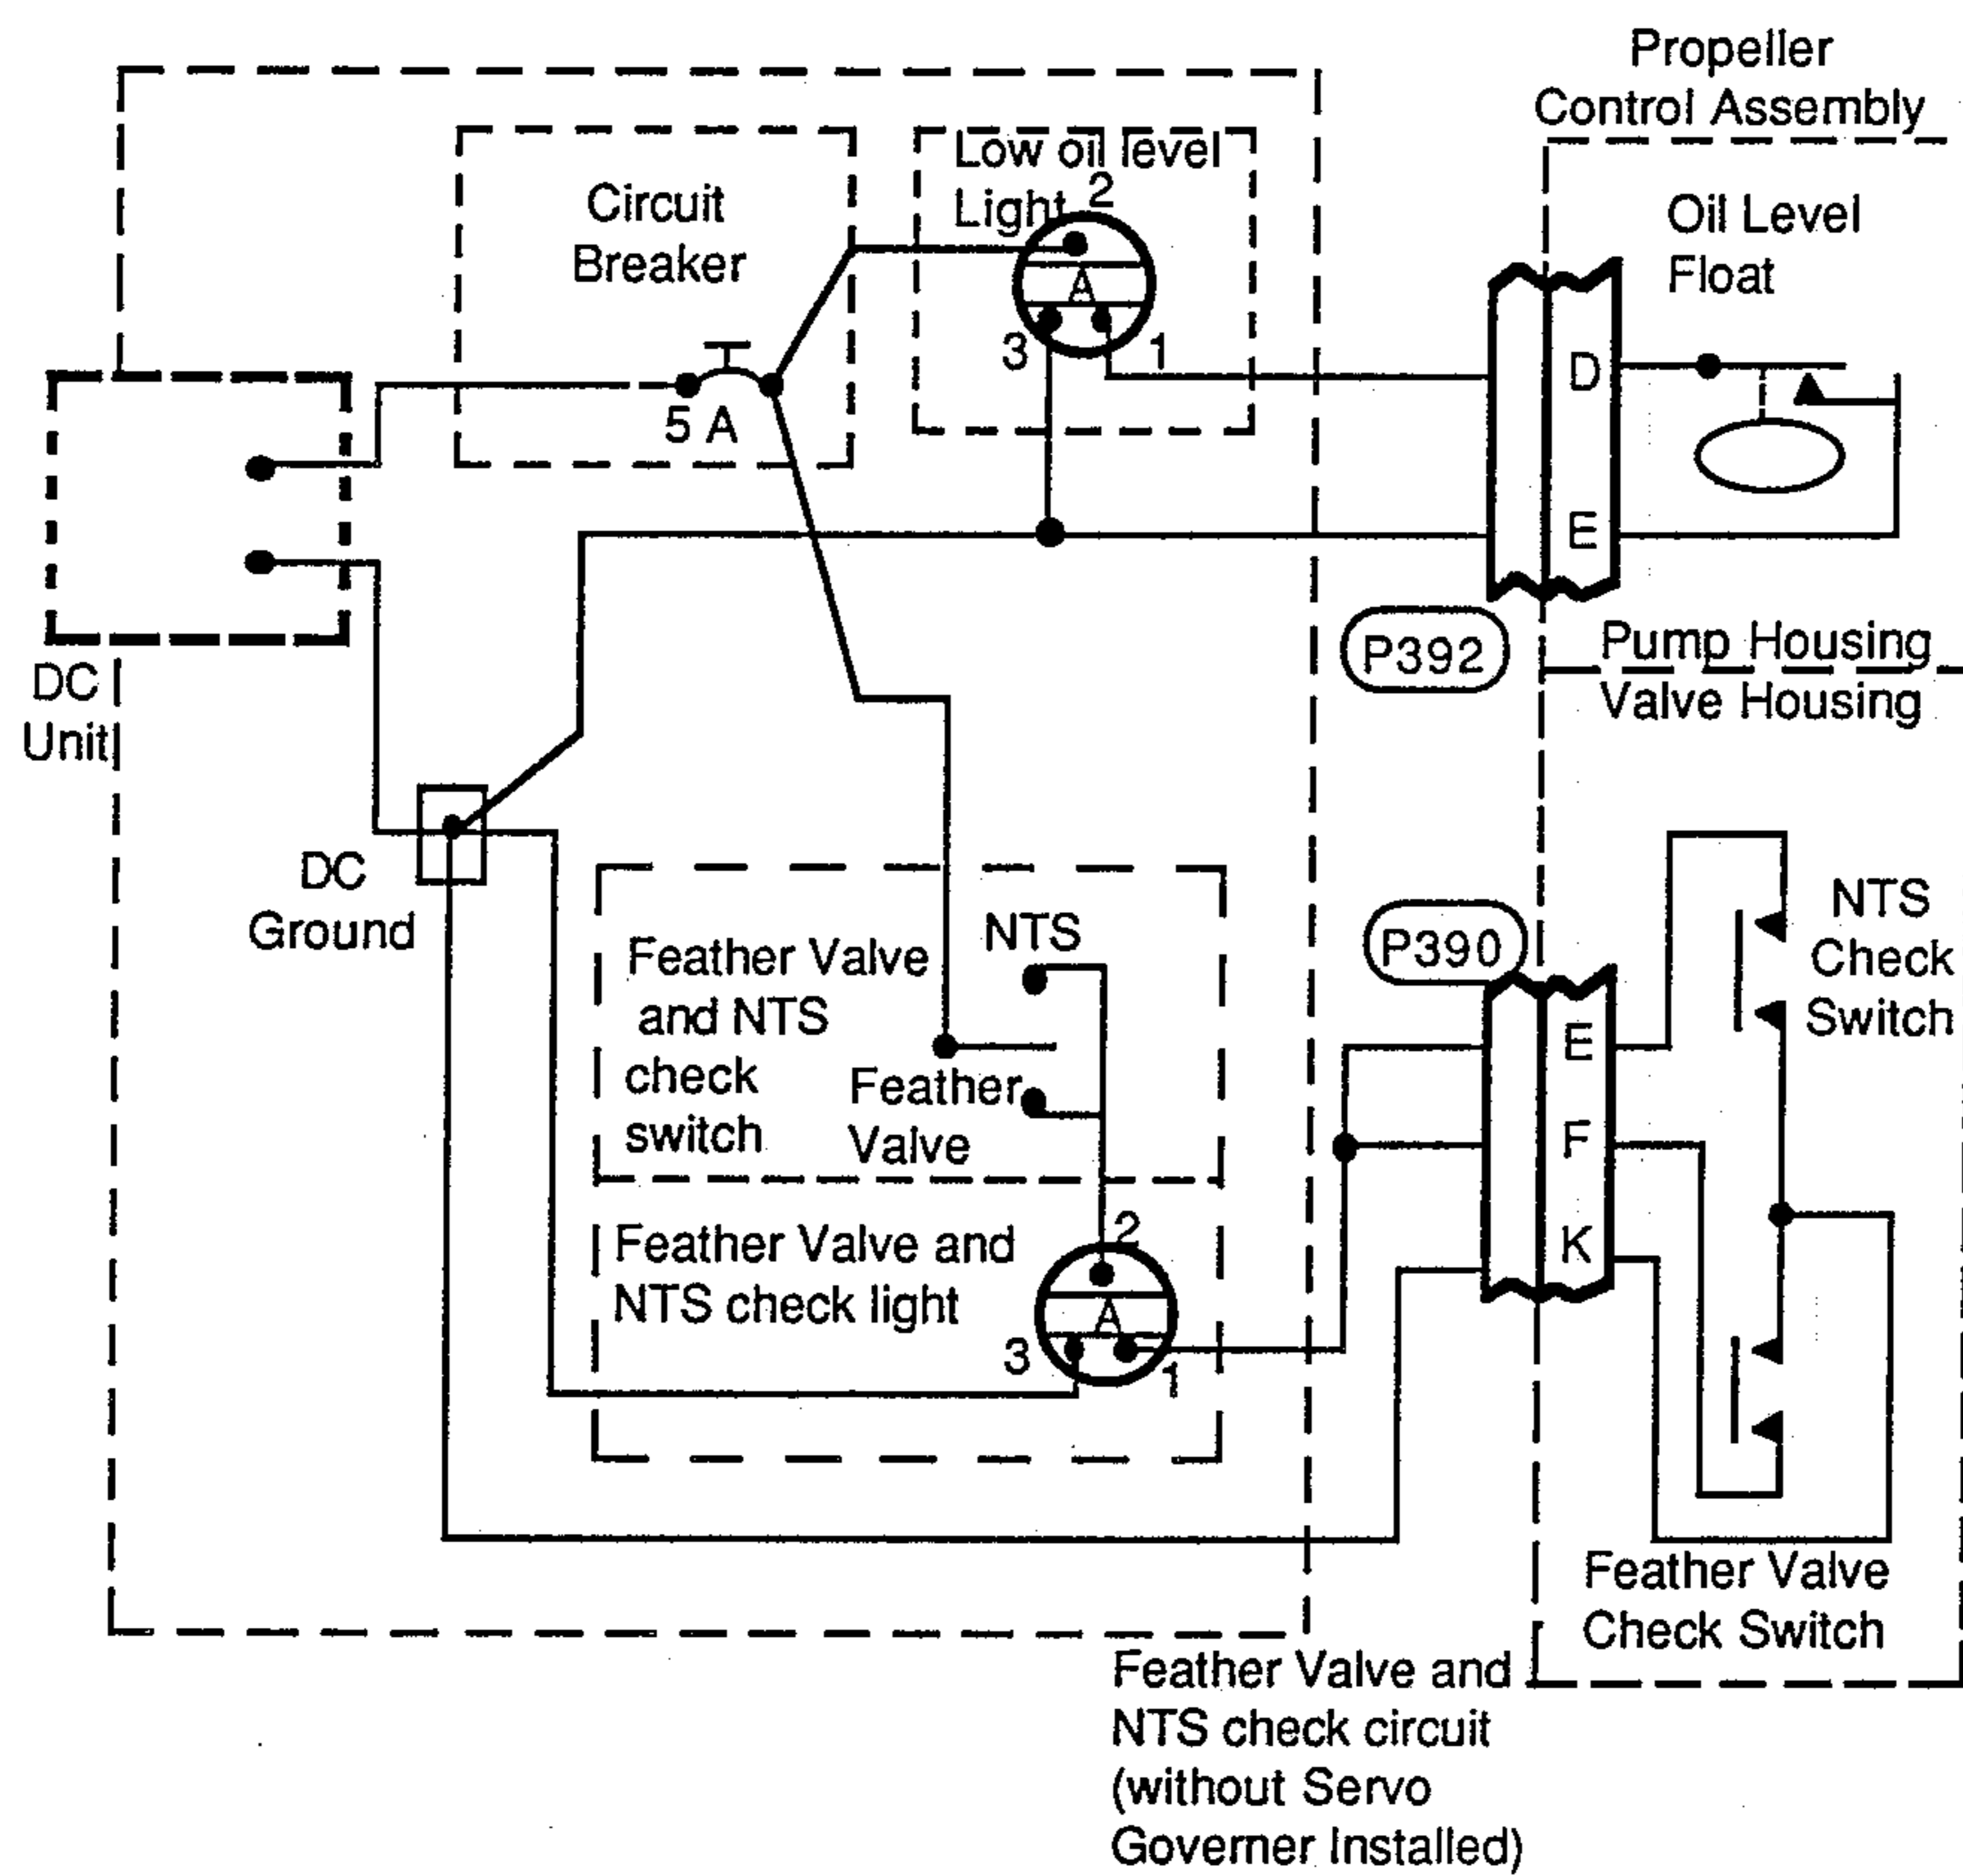 Propeller
Control Assembly
Circuit
Breaker
5 A
Low oil level
Light
2
A
3
1
Oil Level
Float
D
E
P392
Pump Housing
Valve Housing
DC
Unit
DC
Ground
Feather Valve
and NTS
check
switch
NTS
Feather
Valve
P390
E
F
K
NTS
Check
Switch
Feather Valve and
NTS check light
2
A
3
1
Feather Valve
Check Switch
Feather Valve and
NTS check circuit
(without Servo
Governer Installed)